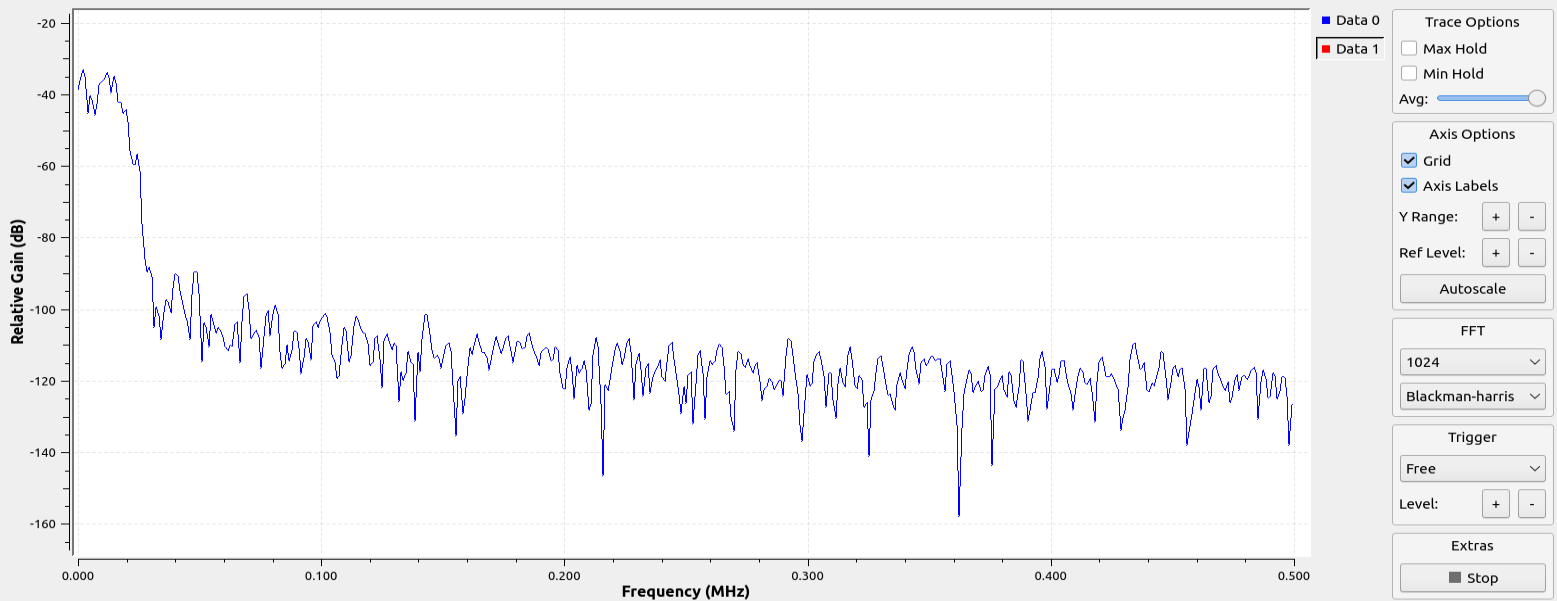 -20
-40
-60
-80
-100
-120
-140
-160
Relative Gain (dB)
0.000 0.100 0.200 0.300 0.400 0.500
Frequency (MHz)
Data 0
Data 1
Trace Options
Max Hold
Min Hold
Avg:
Axis Options
Grid
Axis Labels
Y Range: + -
Ref Level: + -
Autoscale
FFT
1024
Blackman-harris
Trigger
Free
Level: + -
Extras
Stop